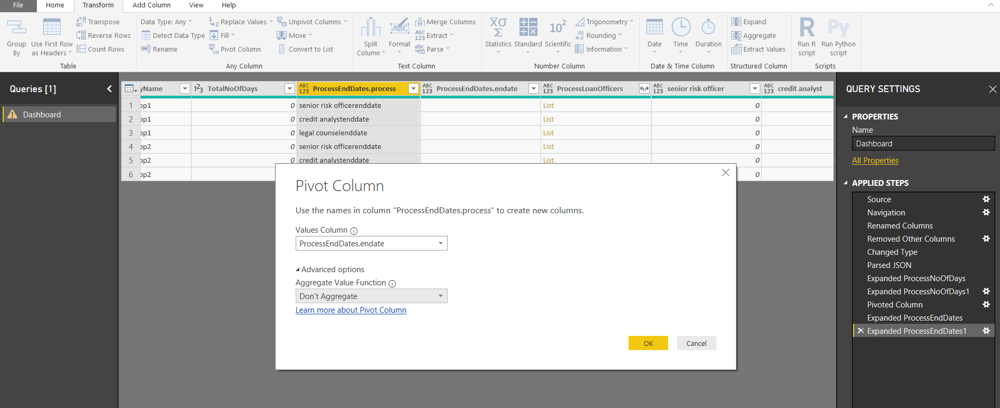 File Home Transform Add Column View Help
Group By
Use First Row as Headers
Transpose
Reverse Rows
Count Rows
Table
Data Type: Any
Detect Data Type
Rename
Replace Values
Fill
Pivot Column
Unpivot Columns
Move
Convert to List
Any Column
Split Column
Format
Merge Columns
Extract
Parse
Text Column
Statistics
Standard
Scientific
Trigonometry
Rounding
Information
Number Column
Date
Time
Duration
Date & Time Column
Expand
Aggregate
Extract Values
Structured Column
Run R script
Run Python script
Scripts
Queries [1]
Dashboard
yName TotalNoOfDays ProcessEndDates.process ProcessEndDates.endate ProcessLoanOfficers senior risk officer credit analyst
1 pp1 0 senior risk officerenddate List 0
2 pp1 0 credit analystenddate List 0
3 pp1 0 legal counselenddate List 0
4 pp2 0 senior risk officerenddate List 0
5 pp2 0 credit analystenddate List 0
6 pp2 0
Pivot Column
Use the names in column "ProcessEndDates.process" to create new columns.
Values Column
ProcessEndDates.endate
Advanced options
Aggregate Value Function
Don't Aggregate
Learn more about Pivot Column
OK Cancel
QUERY SETTINGS
PROPERTIES
Name
Dashboard
All Properties
APPLIED STEPS
Source
Navigation
Renamed Columns
Removed Other Columns
Changed Type
Parsed JSON
Expanded ProcessNoOfDays
Expanded ProcessNoOfDays1
Pivoted Column
Expanded ProcessEndDates
Expanded ProcessEndDates1